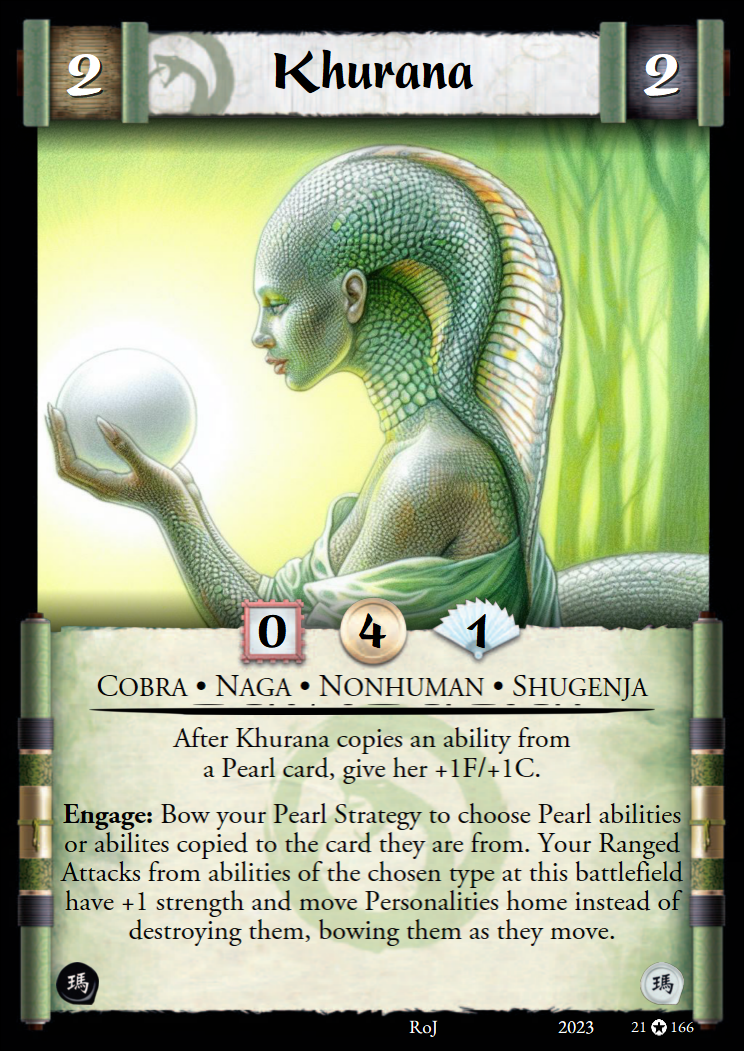 2 Khurana 2
0 4 1
COBRA • NAGA • NONHUMAN • SHUGENJA
After Khurana copies an ability from
a Pearl card, give her +1F/+1C.
Engage: Bow your Pearl Strategy to choose Pearl abilities
or abilites copied to the card they are from. Your Ranged
Attacks from abilities of the chosen type at this battlefield
have +1 strength and move Personalities home instead of
destroying them, bowing them as they move.
瑪 瑪
RoJ 2023 21 ✪ 166